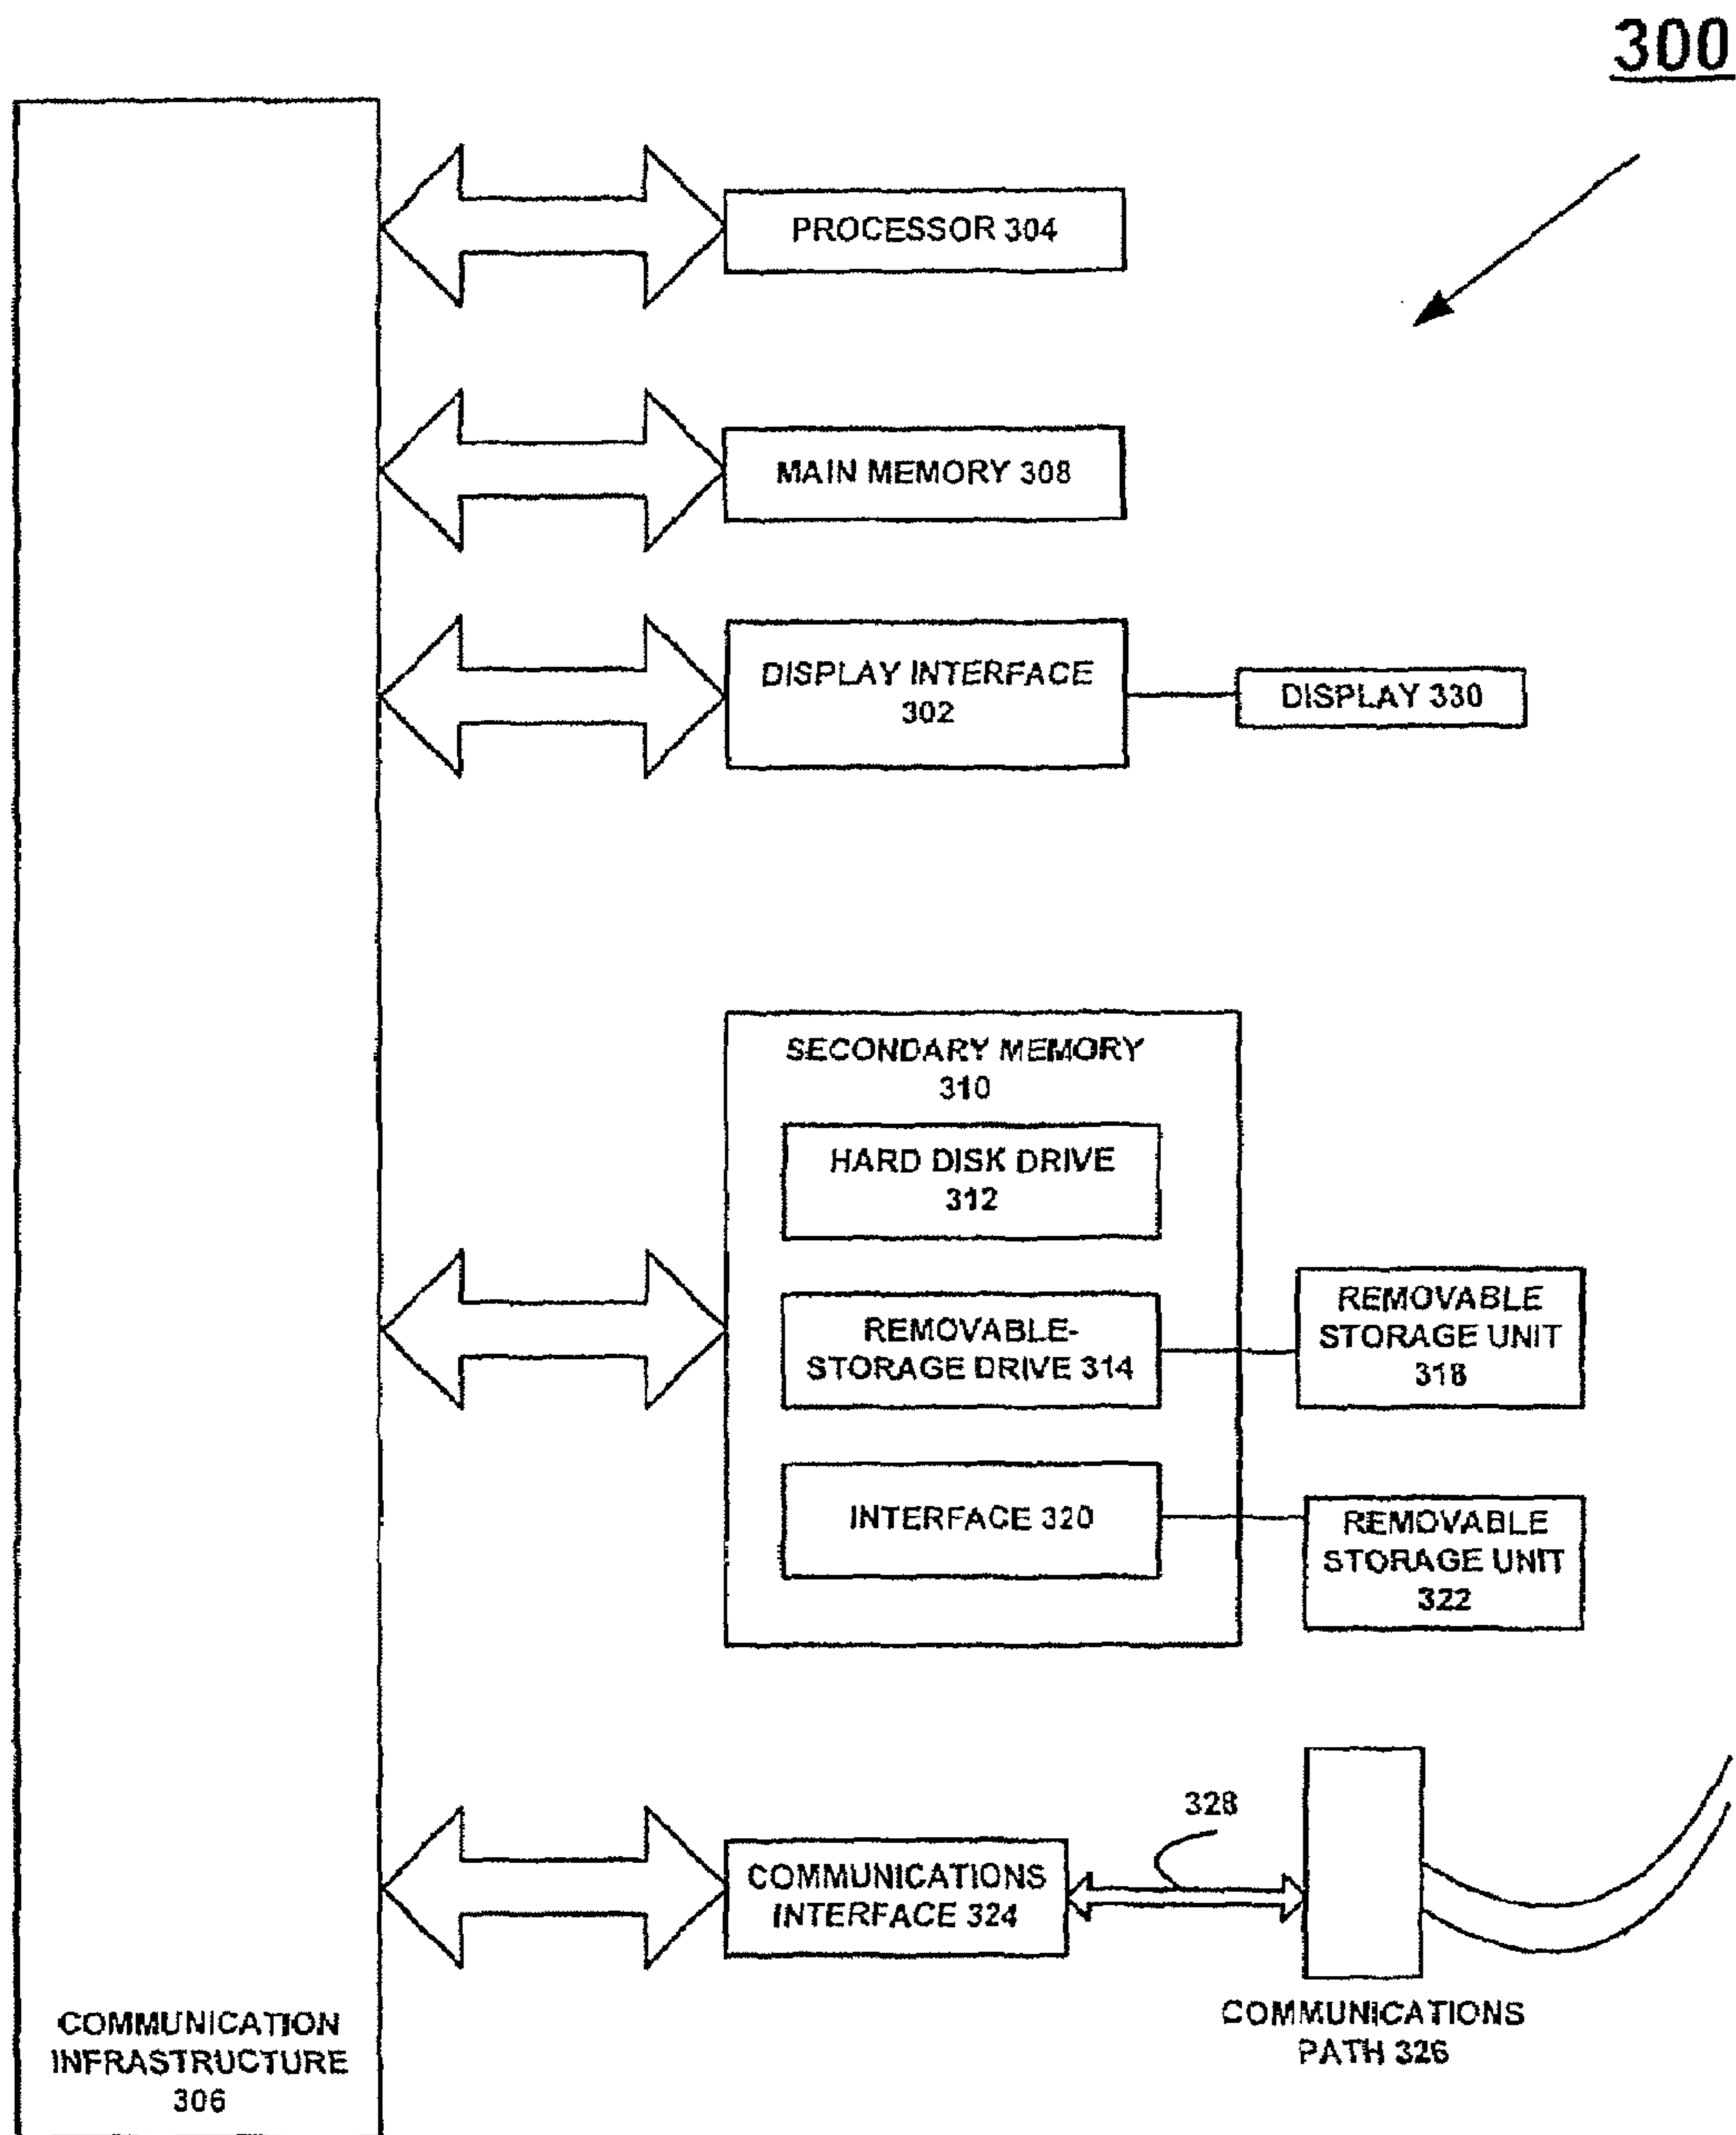 300
PROCESSOR 304
MAIN MEMORY 308
DISPLAY INTERFACE
302
DISPLAY 330
SECONDARY MEMORY
310
HARD DISK DRIVE
312
REMOVABLE-
STORAGE DRIVE 314
REMOVABLE
STORAGE UNIT
318
INTERFACE 320
REMOVABLE
STORAGE UNIT
322
328
COMMUNICATIONS
INTERFACE 324
COMMUNICATIONS
PATH 326
COMMUNICATION
INFRASTRUCTURE
306